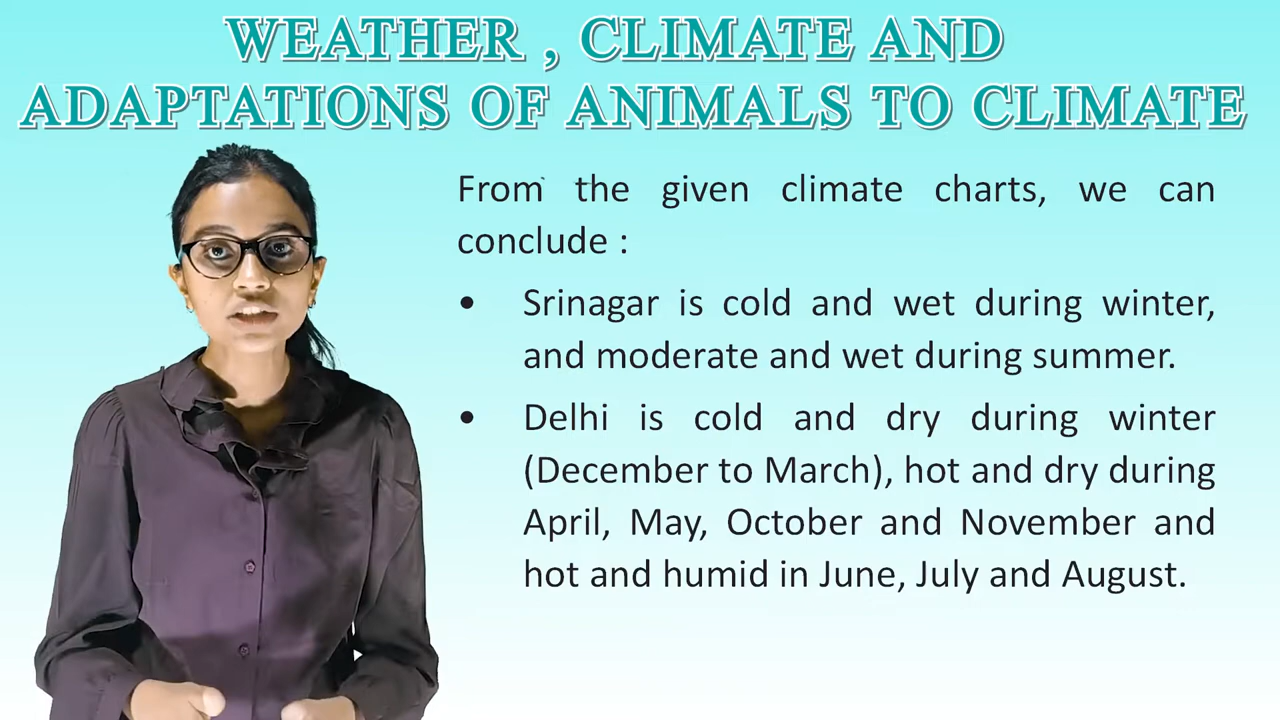 WEATHER , CLIMATE AND
ADAPTATIONS OF ANIMALS TO CLIMATE
From the given climate charts, we can
conclude :
• Srinagar is cold and wet during winter,
and moderate and wet during summer.
• Delhi is cold and dry during winter
(December to March), hot and dry during
April, May, October and November and
hot and humid in June, July and August.